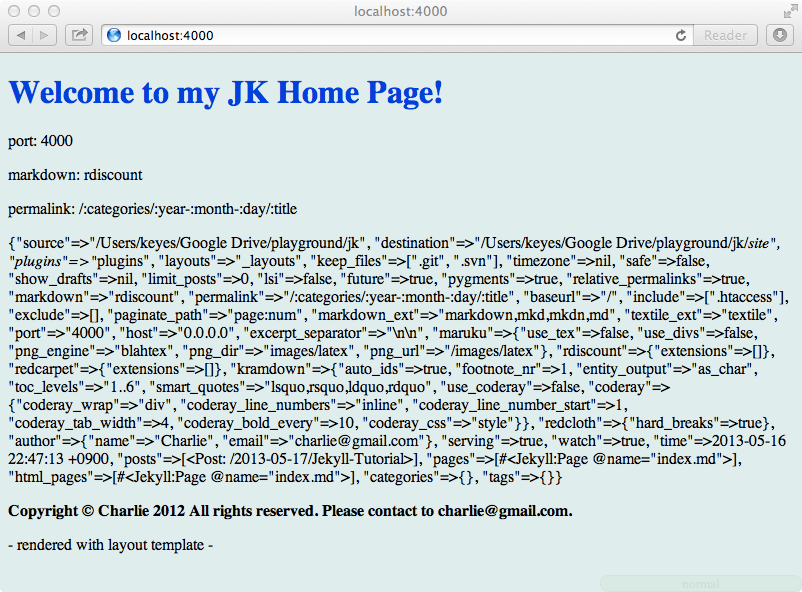 localhost:4000
localhost:4000
Reader
Welcome to my JK Home Page!
port: 4000
markdown: rdiscount
permalink: /:categories/:year-:month-:day/:title
{"source"=>"/Users/keyes/Google Drive/playground/jk", "destination"=>"/Users/keyes/Google Drive/playground/jk/site",
"plugins"=>"plugins", "layouts"=>"_layouts", "keep_files"=>[".git", ".svn"], "timezone"=>nil, "safe"=>false,
"show_drafts"=>nil, "limit_posts"=>0, "lsi"=>false, "future"=>true, "pygments"=>true, "relative_permalinks"=>true,
"markdown"=>"rdiscount", "permalink"=>"/:categories/:year-:month-:day/:title", "baseurl"=>"/", "include"=>[".htaccess"],
"exclude"=>[], "paginate_path"=>"page:num", "markdown_ext"=>"markdown,mkd,mkdn,md", "textile_ext"=>"textile",
"port"=>"4000", "host"=>"0.0.0.0", "excerpt_separator"=>"\n\n", "maruku"=>{"use_tex"=>false, "use_divs"=>false,
"png_engine"=>"blahtex", "png_dir"=>"images/latex", "png_url"=>"/images/latex"}, "rdiscount"=>{"extensions"=>[]},
"redcarpet"=>{"extensions"=>[]}, "kramdown"=>{"auto_ids"=>true, "footnote_nr"=>1, "entity_output"=>"as_char",
"toc_levels"=>"1..6", "smart_quotes"=>"lsquo,rsquo,ldquo,rdquo", "use_coderay"=>false, "coderay"=>
{"coderay_wrap"=>"div", "coderay_line_numbers"=>"inline", "coderay_line_number_start"=>1,
"coderay_tab_width"=>4, "coderay_bold_every"=>10, "coderay_css"=>"style"}}, "redcloth"=>{"hard_breaks"=>true},
"author"=>{"name"=>"Charlie", "email"=>"charlie@gmail.com"}, "serving"=>true, "watch"=>true, "time"=>2013-05-16
22:47:13 +0900, "posts"=>[<Post: /2013-05-17/Jekyll-Tutorial>], "pages"=>[#<Jekyll:Page @name="index.md">],
"html_pages"=>[#<Jekyll:Page @name="index.md">], "categories"=>{}, "tags"=>{}}
Copyright © Charlie 2012 All rights reserved. Please contact to charlie@gmail.com.
- rendered with layout template -
normal